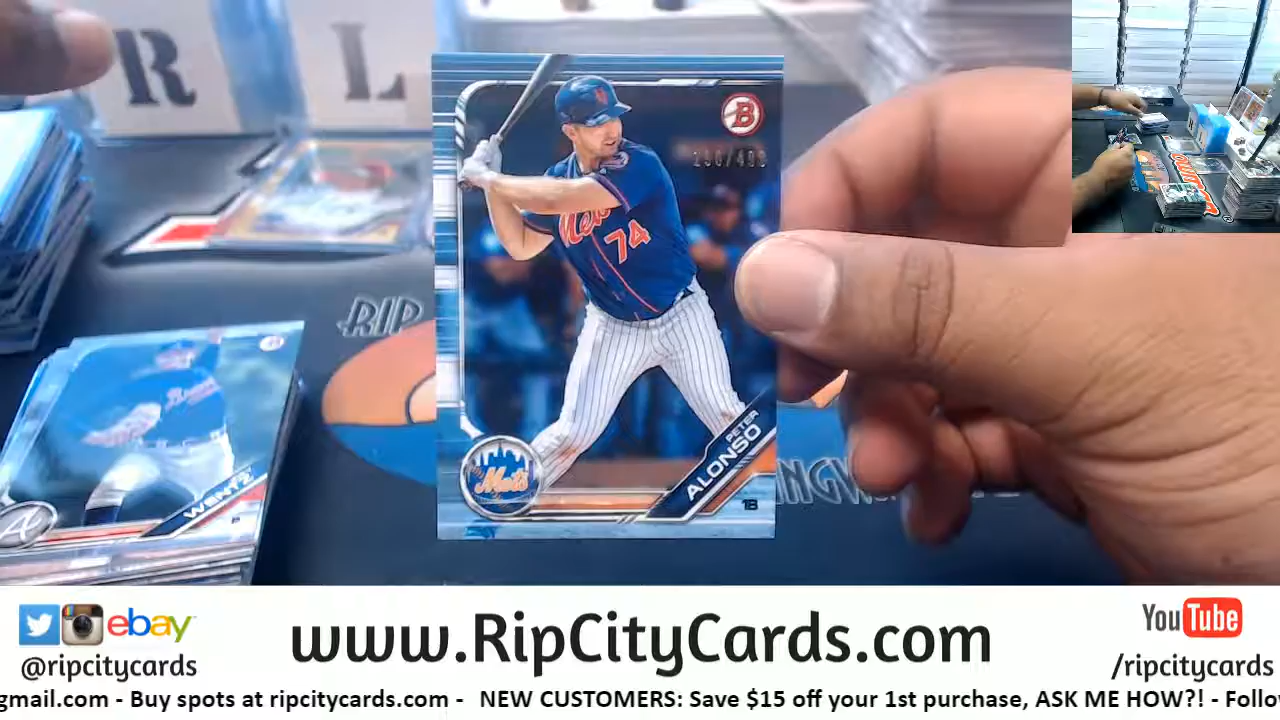 R L
B
Mets
74
RIP
PETER
ALONSO
1B
Mets
Braves
WENTZ
P
A
ebay
www.RipCityCards.com
YouTube
@ripcitycards
/ripcitycards
gmail.com - Buy spots at ripcitycards.com - NEW CUSTOMERS: Save $15 off your 1st purchase, ASK ME HOW?! - Follo